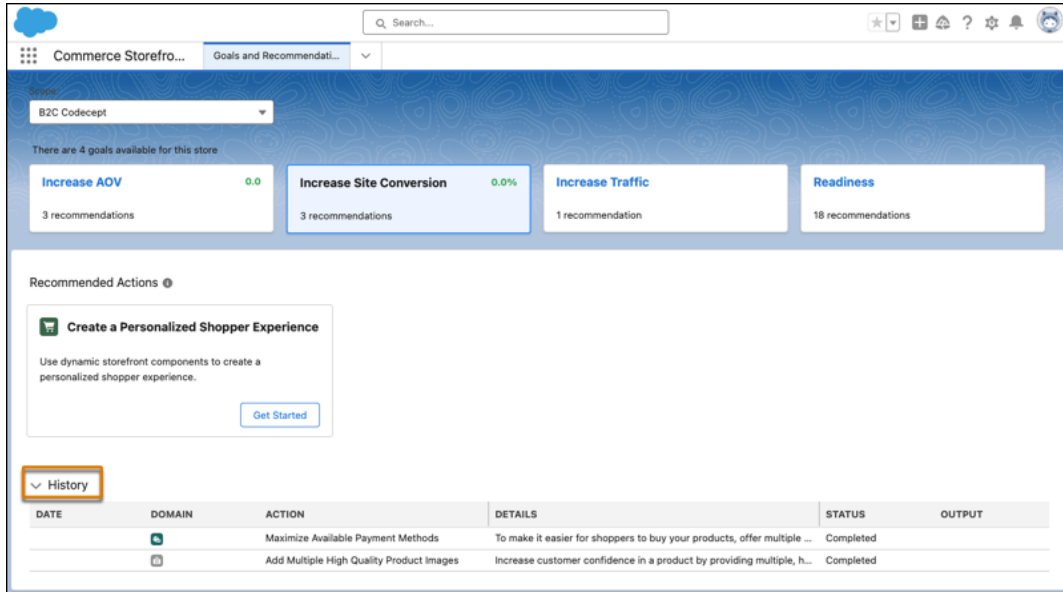 Search...
Commerce Storefro...
Goals and Recommendati...
Scope
B2C Codecept
There are 4 goals available for this store
Increase AOV 0.0
3 recommendations
Increase Site Conversion 0.0%
3 recommendations
Increase Traffic
1 recommendation
Readiness
18 recommendations
Recommended Actions
Create a Personalized Shopper Experience
Use dynamic storefront components to create a
personalized shopper experience.
Get Started
History
DATE DOMAIN ACTION DETAILS STATUS OUTPUT
Maximize Available Payment Methods To make it easier for shoppers to buy your products, offer multiple ... Completed
Add Multiple High Quality Product Images Increase customer confidence in a product by providing multiple, h... Completed